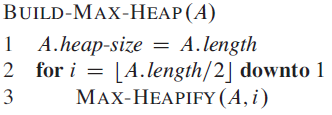 BUILD-MAX-HEAP(A)
1 A.heap-size = A.length
2 for i = ⌊A.length/2⌋ downto 1
3 MAX-HEAPIFY(A, i)